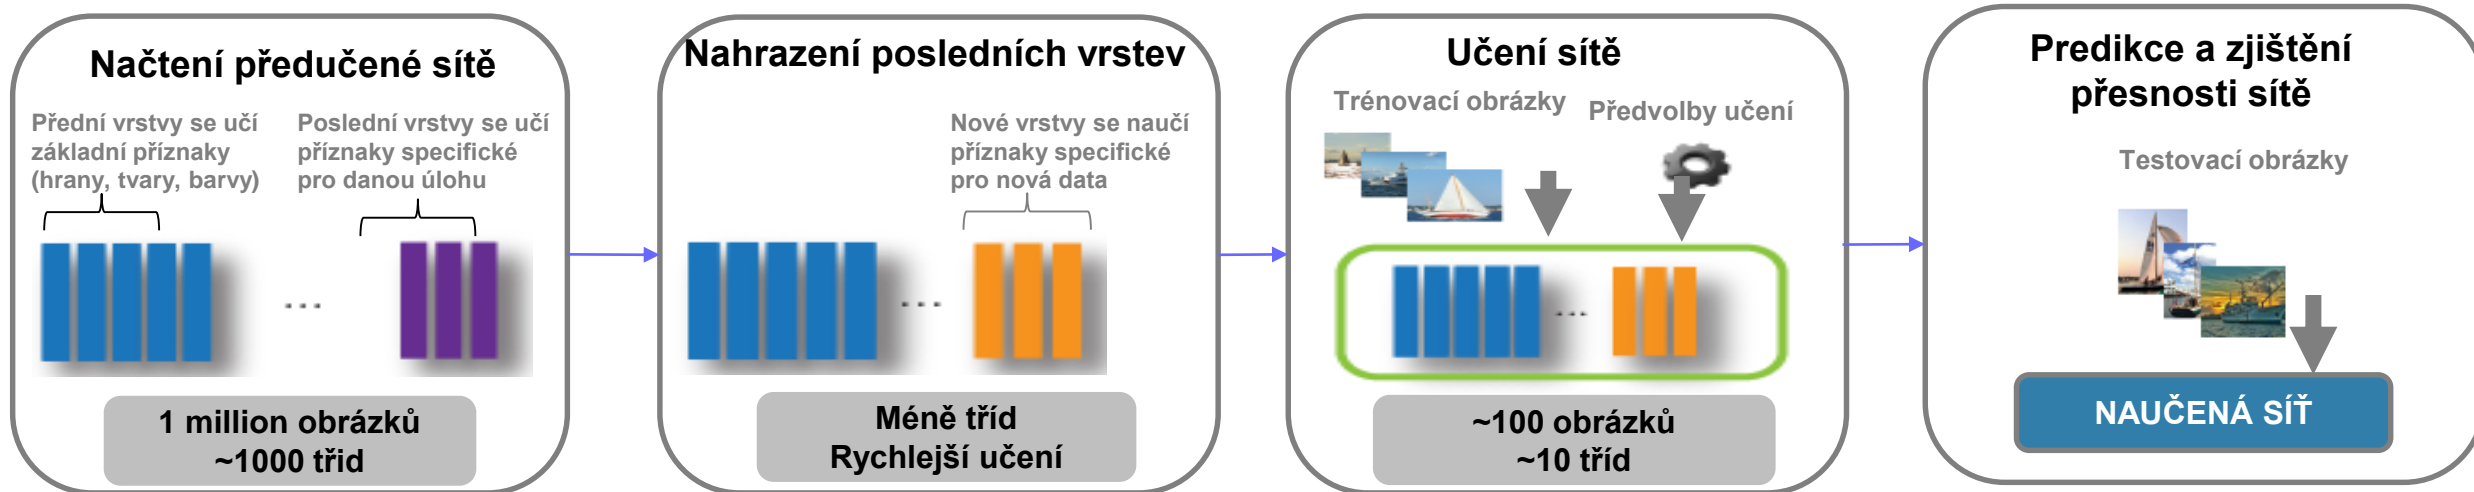 Načtení předučené sítě
Přední vrstvy se učí
základní příznaky
(hrany, tvary, barvy)
Poslední vrstvy se učí
příznaky specifické
pro danou úlohu
1 million obrázků
~1000 třid
Nahrazení posledních vrstev
Nové vrstvy se naučí
příznaky specifické
pro nová data
Méně tříd
Rychlejší učení
Učení sítě
Trénovací obrázky
Předvolby učení
~100 obrázků
~10 tříd
Predikce a zjištění
přesnosti sítě
Testovací obrázky
NAUČENÁ SÍŤ